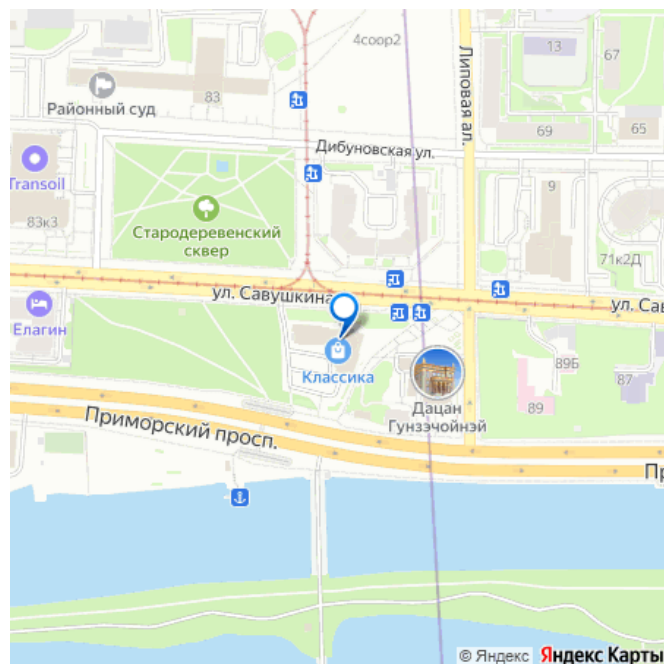 4соор2
13
67
Районный суд
83
Липовая ал.
69
65
Дибуновская ул.
Transoil
83к3
9
Стародеревенский
сквер
71к2Д
ул. Савушкина
ул. Сав
Елагин
Классика
89Б
87
Дацан
Гунзэчойнэй
89
Приморский просп.
Пр
© Яндекс
Яндекс Карты